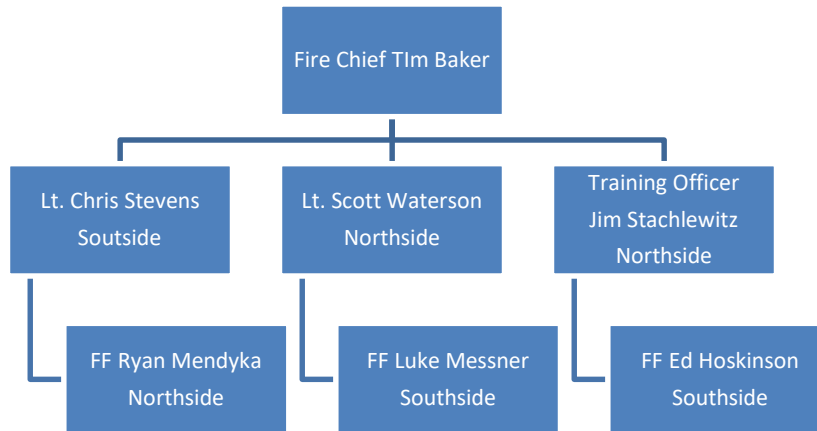 Fire Chief TIm Baker
Lt. Chris Stevens
Soutside
Lt. Scott Waterson
Northside
Training Officer
Jim Stachlewitz
Northside
FF Ryan Mendyka
Northside
FF Luke Messner
Southside
FF Ed Hoskinson
Southside